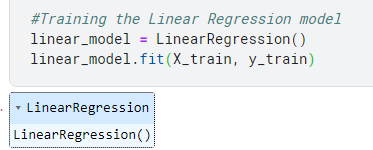 #Training the Linear Regression model
linear_model = LinearRegression()
linear_model.fit(X_train, y_train)
LinearRegression
LinearRegression()